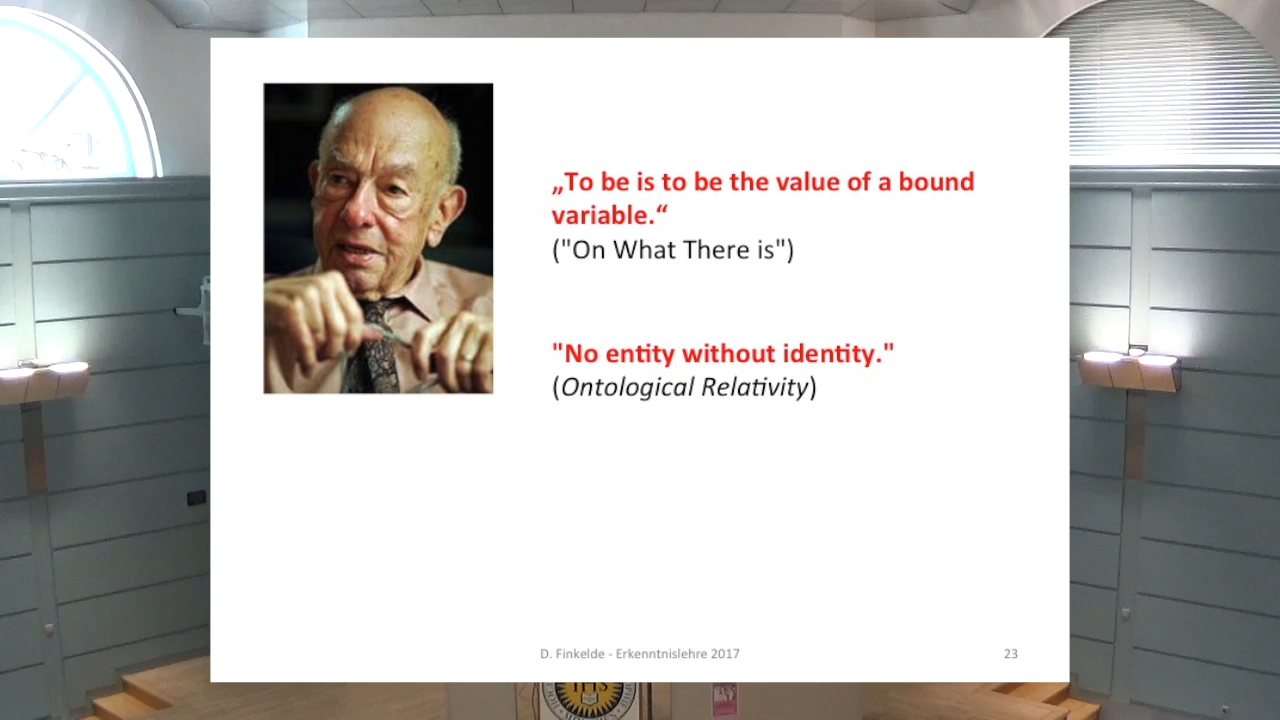 „To be is to be the value of a bound
variable.“
("On What There is")
"No entity without identity."
(Ontological Relativity)
D. Finkelde - Erkenntnislehre 2017
23
IHS